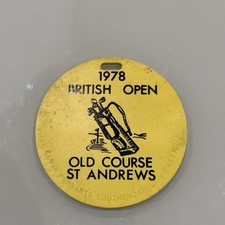 1978
BRITISH OPEN
OLD COURSE
ST ANDREWS